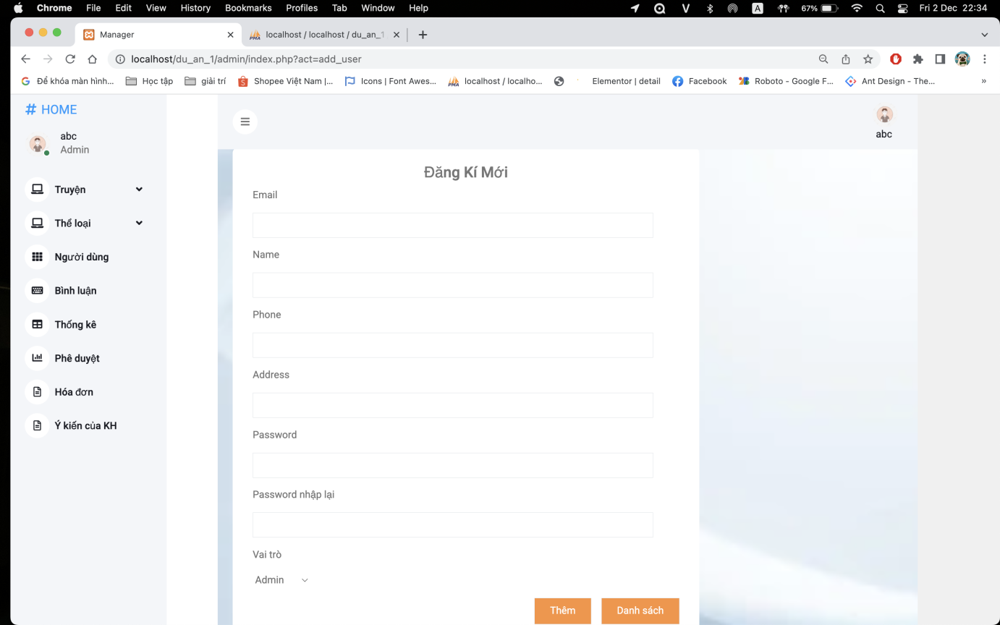 Chrome File Edit View History Bookmarks Profiles Tab Window Help A 67% Fri 2 Dec 22:34
Manager localhost / localhost / du_an_1
localhost/du_an_1/admin/index.php?act=add_user
Để khóa màn hình... Học tập giải trí Shopee Việt Nam |... Icons | Font Awes... localhost / localho... Elementor | detail Facebook Roboto - Google F... Ant Design - The... »
# HOME
abc
Admin
abc
Truyện
Thể loại
Người dùng
Bình luận
Thống kê
Phê duyệt
Hóa đơn
Ý kiến của KH
Đăng Kí Mới
Email
Name
Phone
Address
Password
Password nhập lại
Vai trò
Admin
Thêm Danh sách